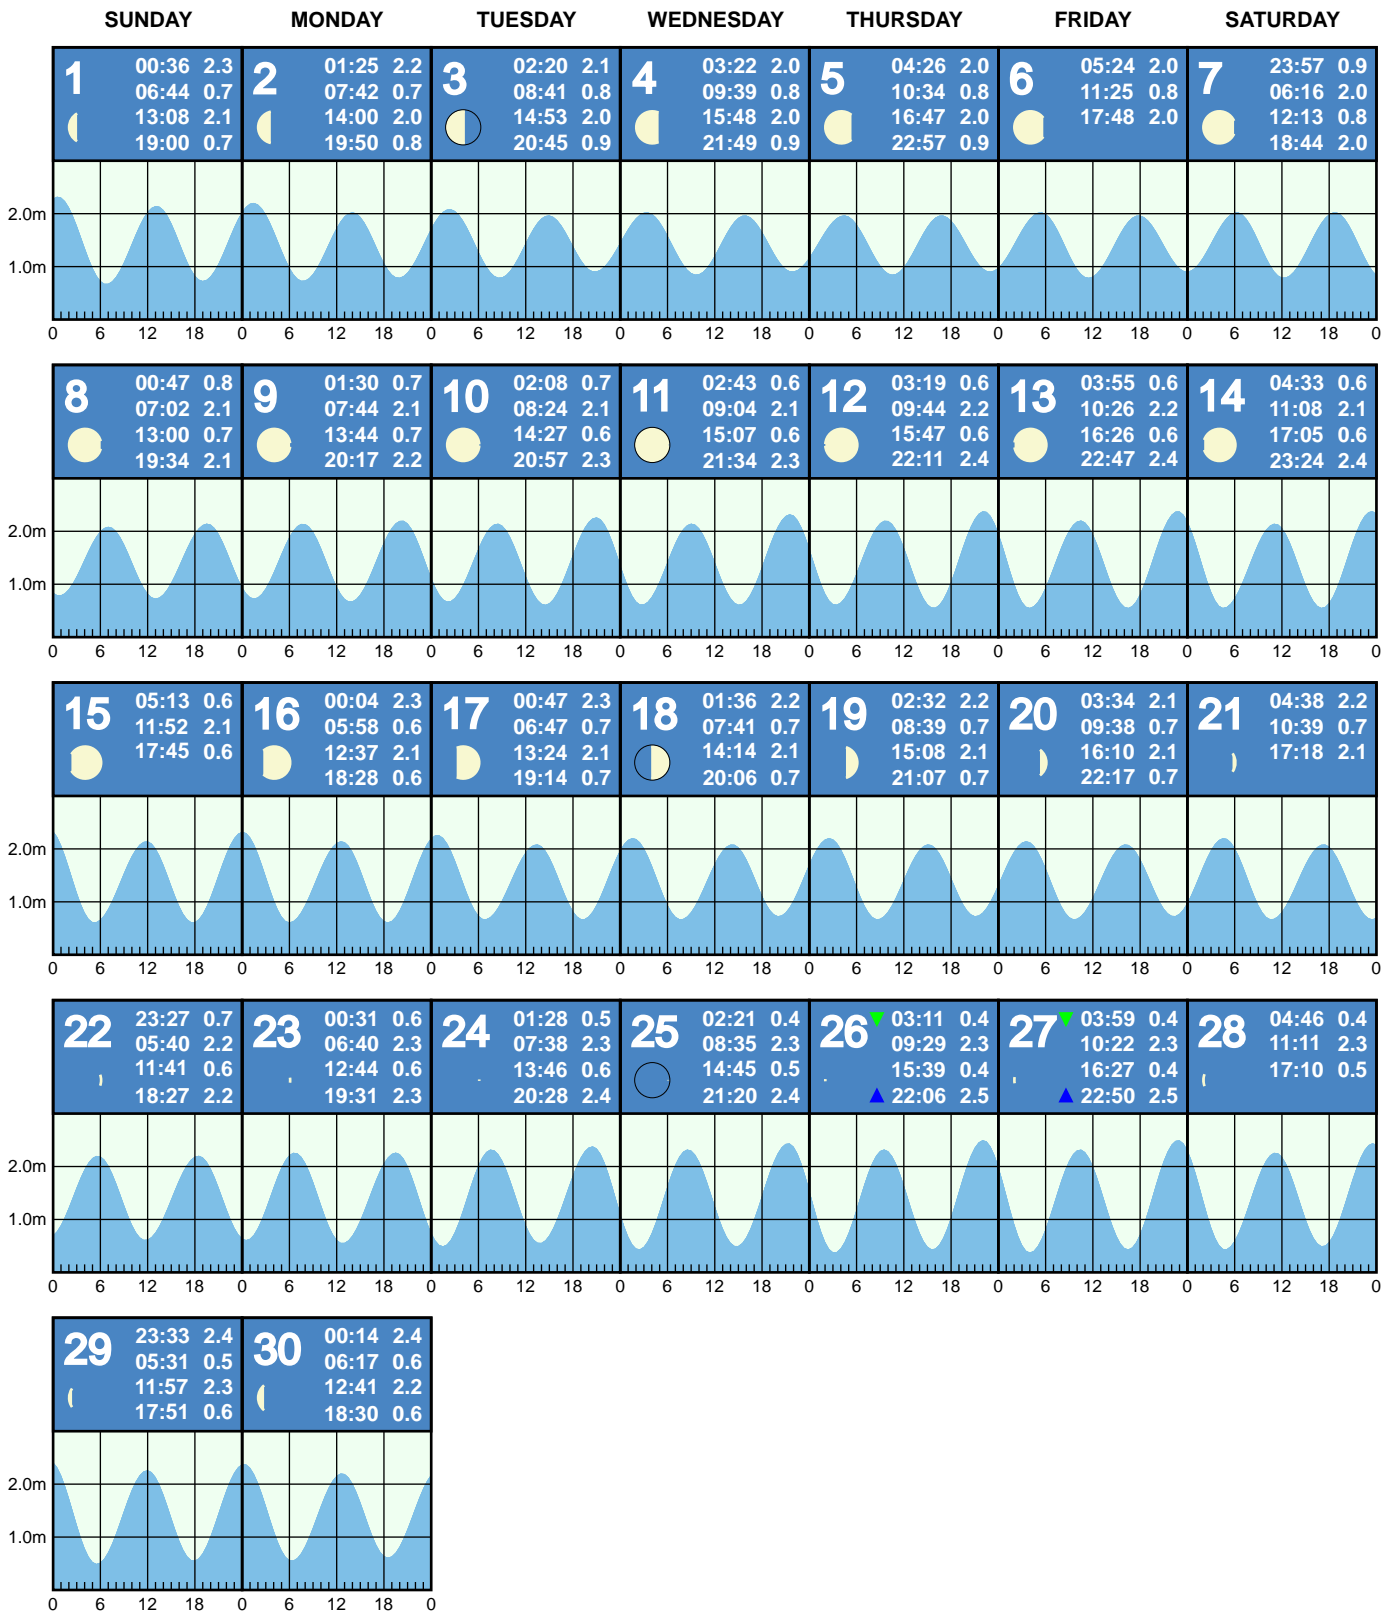 SUNDAY MONDAY TUESDAY WEDNESDAY THURSDAY FRIDAY SATURDAY
1 00:36 2.3
06:44 0.7
13:08 2.1
19:00 0.7
2 01:25 2.2
07:42 0.7
14:00 2.0
19:50 0.8
3 02:20 2.1
08:41 0.8
14:53 2.0
20:45 0.9
4 03:22 2.0
09:39 0.8
15:48 2.0
21:49 0.9
5 04:26 2.0
10:34 0.8
16:47 2.0
22:57 0.9
6 05:24 2.0
11:25 0.8
17:48 2.0
7 23:57 0.9
06:16 2.0
12:13 0.8
18:44 2.0
2.0m
1.0m
0 6 12 18 0 6 12 18 0 6 12 18 0 6 12 18 0 6 12 18 0 6 12 18 0 6 12 18 0
8 00:47 0.8
07:02 2.1
13:00 0.7
19:34 2.1
9 01:30 0.7
07:44 2.1
13:44 0.7
20:17 2.2
10 02:08 0.7
08:24 2.1
14:27 0.6
20:57 2.3
11 02:43 0.6
09:04 2.1
15:07 0.6
21:34 2.3
12 03:19 0.6
09:44 2.2
15:47 0.6
22:11 2.4
13 03:55 0.6
10:26 2.2
16:26 0.6
22:47 2.4
14 04:33 0.6
11:08 2.1
17:05 0.6
23:24 2.4
2.0m
1.0m
0 6 12 18 0 6 12 18 0 6 12 18 0 6 12 18 0 6 12 18 0 6 12 18 0 6 12 18 0
15 05:13 0.6
11:52 2.1
17:45 0.6
16 00:04 2.3
05:58 0.6
12:37 2.1
18:28 0.6
17 00:47 2.3
06:47 0.7
13:24 2.1
19:14 0.7
18 01:36 2.2
07:41 0.7
14:14 2.1
20:06 0.7
19 02:32 2.2
08:39 0.7
15:08 2.1
21:07 0.7
20 03:34 2.1
09:38 0.7
16:10 2.1
22:17 0.7
21 04:38 2.2
10:39 0.7
17:18 2.1
2.0m
1.0m
0 6 12 18 0 6 12 18 0 6 12 18 0 6 12 18 0 6 12 18 0 6 12 18 0 6 12 18 0
22 23:27 0.7
05:40 2.2
11:41 0.6
18:27 2.2
23 00:31 0.6
06:40 2.3
12:44 0.6
19:31 2.3
24 01:28 0.5
07:38 2.3
13:46 0.6
20:28 2.4
25 02:21 0.4
08:35 2.3
14:45 0.5
21:20 2.4
26 03:11 0.4
09:29 2.3
15:39 0.4
22:06 2.5
27 03:59 0.4
10:22 2.3
16:27 0.4
22:50 2.5
28 04:46 0.4
11:11 2.3
17:10 0.5
2.0m
1.0m
0 6 12 18 0 6 12 18 0 6 12 18 0 6 12 18 0 6 12 18 0 6 12 18 0 6 12 18 0
29 23:33 2.4
05:31 0.5
11:57 2.3
17:51 0.6
30 00:14 2.4
06:17 0.6
12:41 2.2
18:30 0.6
2.0m
1.0m
0 6 12 18 0 6 12 18 0